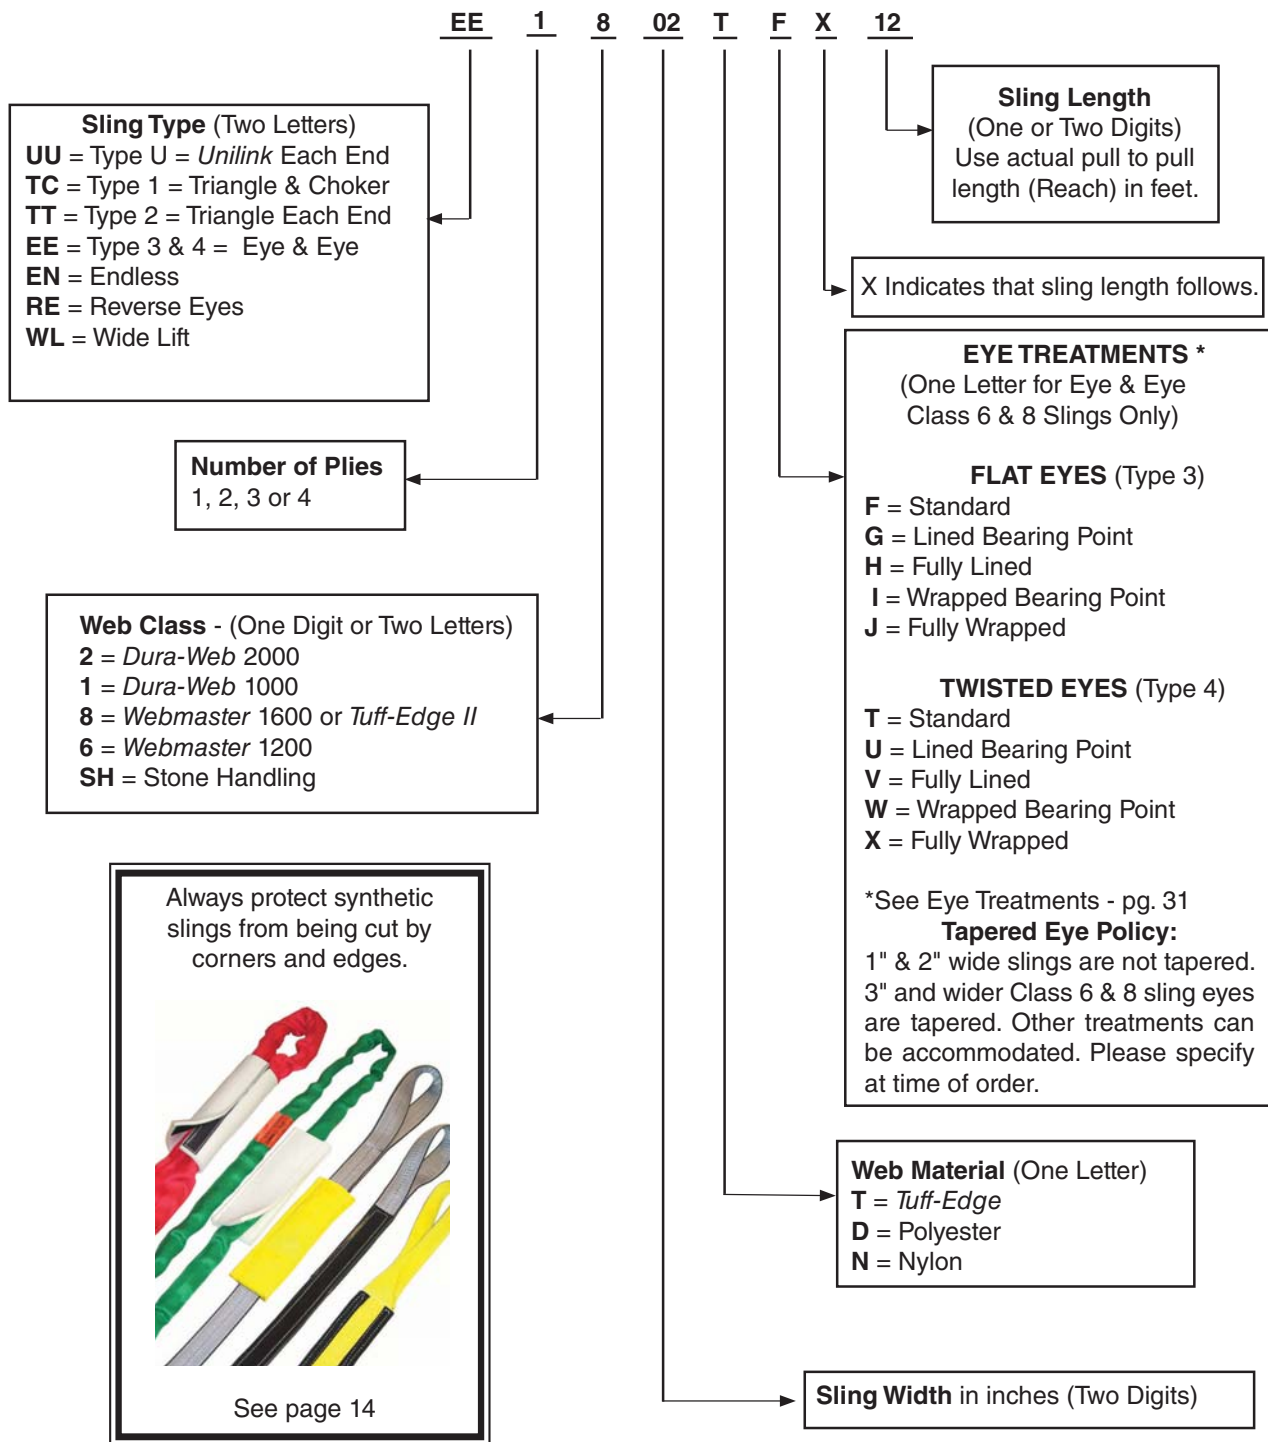 EE 1 8 02 T F X 12
Sling Length
(One or Two Digits)
Use actual pull to pull
length (Reach) in feet.
Sling Type (Two Letters)
UU = Type U = Unilink Each End
TC = Type 1 = Triangle & Choker
TT = Type 2 = Triangle Each End
EE = Type 3 & 4 = Eye & Eye
EN = Endless
RE = Reverse Eyes
WL = Wide Lift
X Indicates that sling length follows.
EYE TREATMENTS *
(One Letter for Eye & Eye
Class 6 & 8 Slings Only)
FLAT EYES (Type 3)
F = Standard
G = Lined Bearing Point
H = Fully Lined
I = Wrapped Bearing Point
J = Fully Wrapped
TWISTED EYES (Type 4)
T = Standard
U = Lined Bearing Point
V = Fully Lined
W = Wrapped Bearing Point
X = Fully Wrapped
*See Eye Treatments - pg. 31
Tapered Eye Policy:
1" & 2" wide slings are not tapered.
3" and wider Class 6 & 8 sling eyes
are tapered. Other treatments can
be accommodated. Please specify
at time of order.
Number of Plies
1, 2, 3 or 4
Web Class - (One Digit or Two Letters)
2 = Dura-Web 2000
1 = Dura-Web 1000
8 = Webmaster 1600 or Tuff-Edge II
6 = Webmaster 1200
SH = Stone Handling
Always protect synthetic
slings from being cut by
corners and edges.
See page 14
Web Material (One Letter)
T = Tuff-Edge
D = Polyester
N = Nylon
Sling Width in inches (Two Digits)